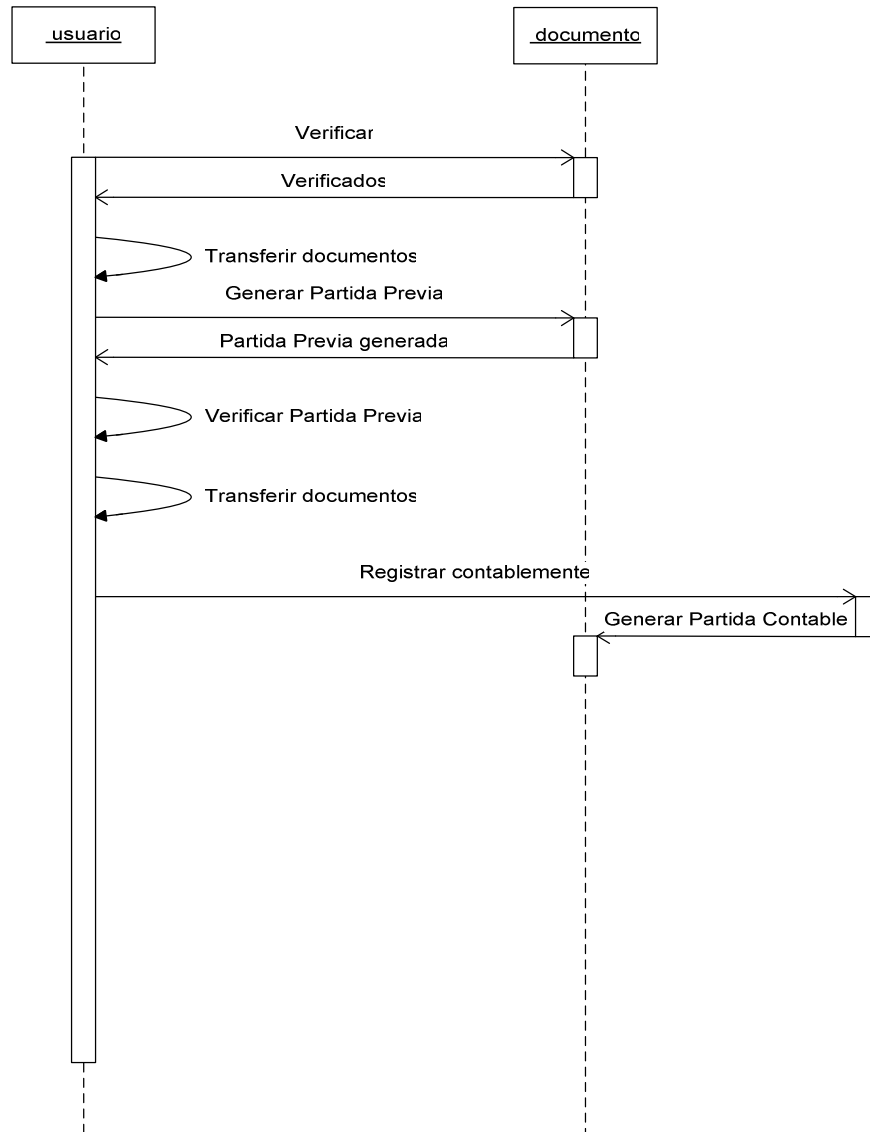 usuario
documento
Verificar
Verificados
Transferir documentos
Generar Partida Previa
Partida Previa generada
Verificar Partida Previa
Transferir documentos
Registrar contablemente
Generar Partida Contable